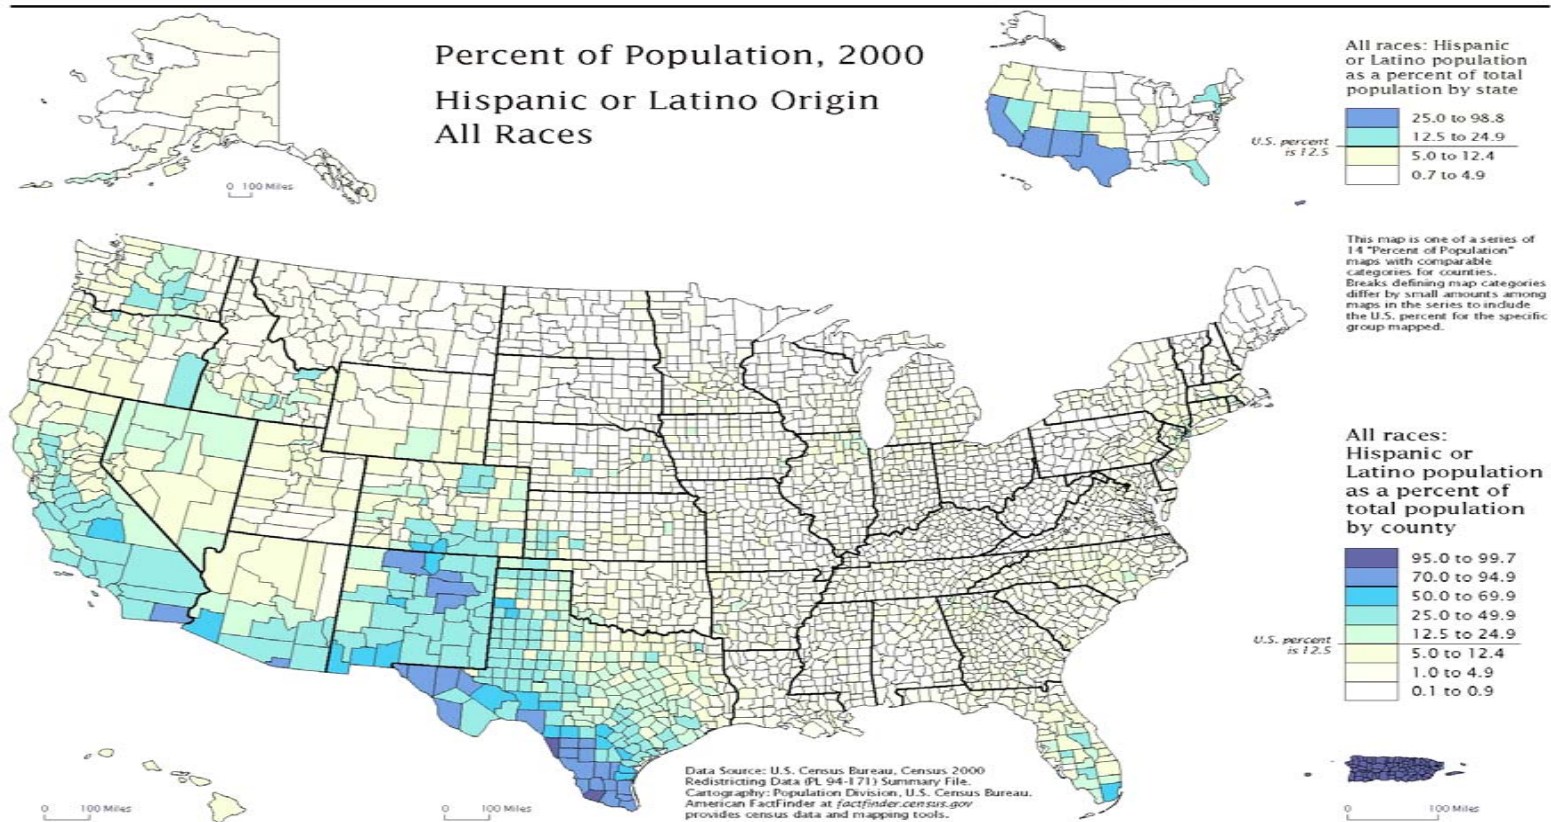 Percent of Population, 2000
Hispanic or Latino Origin
All Races
0 100 Miles
All races: Hispanic
or Latino population
as a percent of total
population by state
25.0 to 98.8
12.5 to 24.9
U.S. percent
is 12.5
5.0 to 12.4
0.7 to 4.9
This map is one of a series of
14 "Percent of Population"
maps with comparable
categories for counties.
Breaks defining map categories
differ by small amounts among
maps in the series to include
the U.S. percent for the specific
group mapped.
All races:
Hispanic or
Latino population
as a percent of
total population
by county
95.0 to 99.7
70.0 to 94.9
50.0 to 69.9
25.0 to 49.9
12.5 to 24.9
U.S. percent
is 12.5
5.0 to 12.4
1.0 to 4.9
0.1 to 0.9
Data Source: U.S. Census Bureau, Census 2000
Redistricting Data (PL 94-171) Summary File.
Cartography: Population Division, U.S. Census Bureau.
American FactFinder at factfinder.census.gov
provides census data and mapping tools.
0 100 Miles
0 100 Miles
0 100 Miles